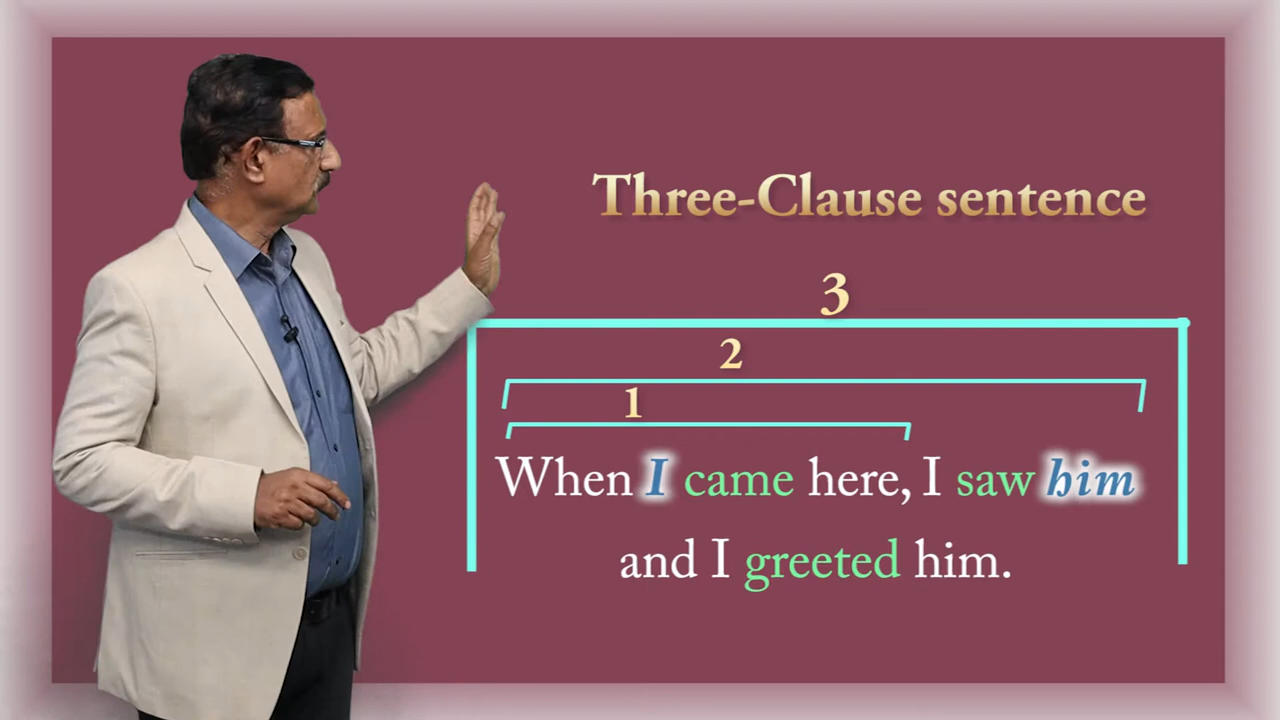 Three-Clause sentence
3
2
1
When I came here, I saw him
and I greeted him.